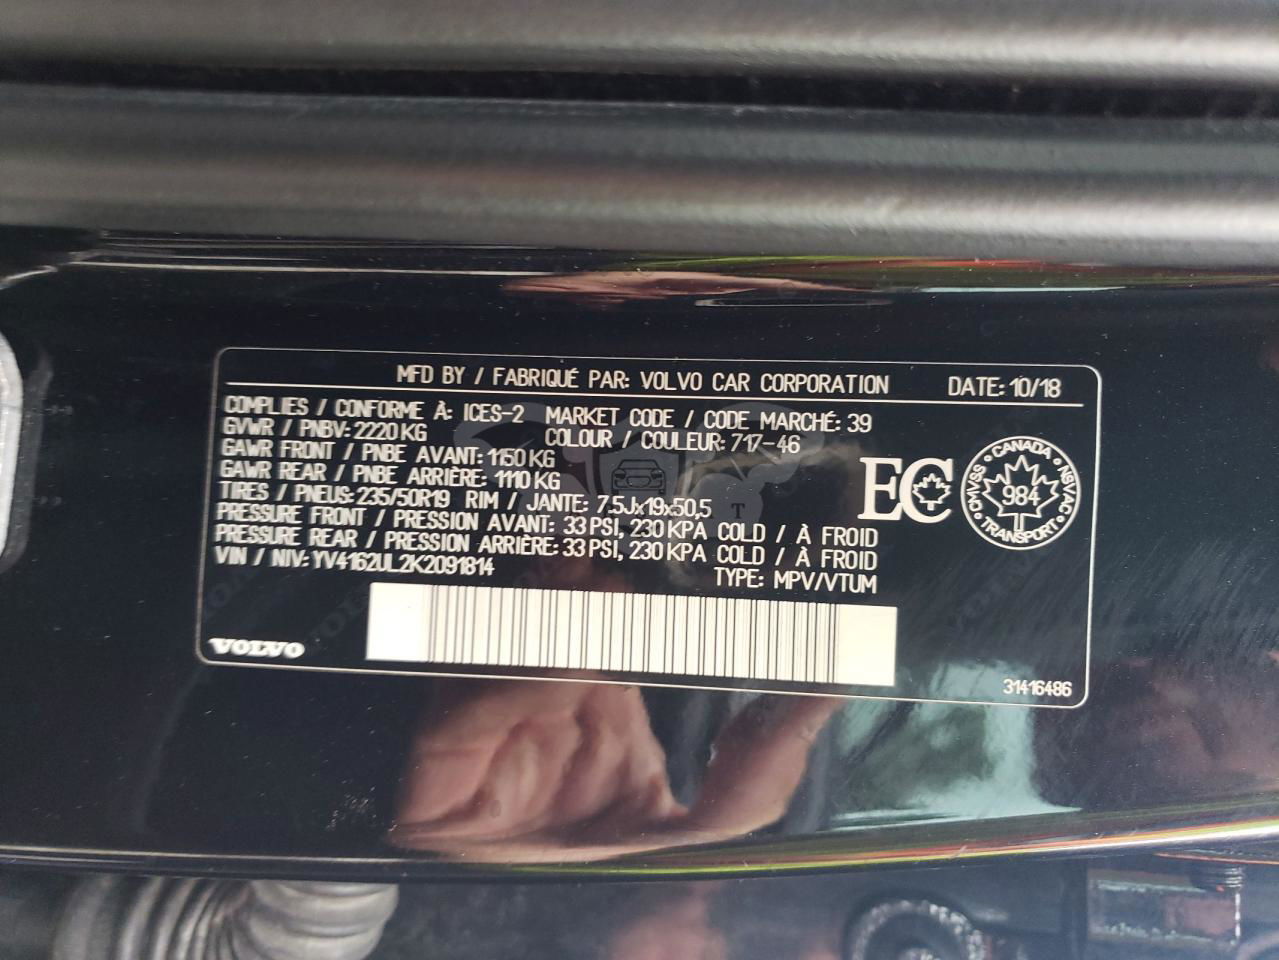 MFD BY / FABRIQUÉ PAR: VOLVO CAR CORPORATION DATE: 10/18
COMPLIES / CONFORME À: ICES-2 MARKET CODE / CODE MARCHÉ: 39
GVWR / PNBV: 2220 KG COLOUR / COULEUR: 717-46
GAWR FRONT / PNBE AVANT: 1150 KG
GAWR REAR / PNBE ARRIÈRE: 1110 KG
TIRES / PNEUS: 235/50R19 RIM / JANTE: 7,5Jx19x50,5
PRESSURE FRONT / PRESSION AVANT: 33 PSI, 230 KPA COLD / À FROID
PRESSURE REAR / PRESSION ARRIÈRE: 33 PSI, 230 KPA COLD / À FROID
VIN / NIV: YV4162UL2K2091814 TYPE: MPV/VTUM
EC
CANADA
CMVSS 984 NSVAC
TRANSPORT
VOLVO
31416486